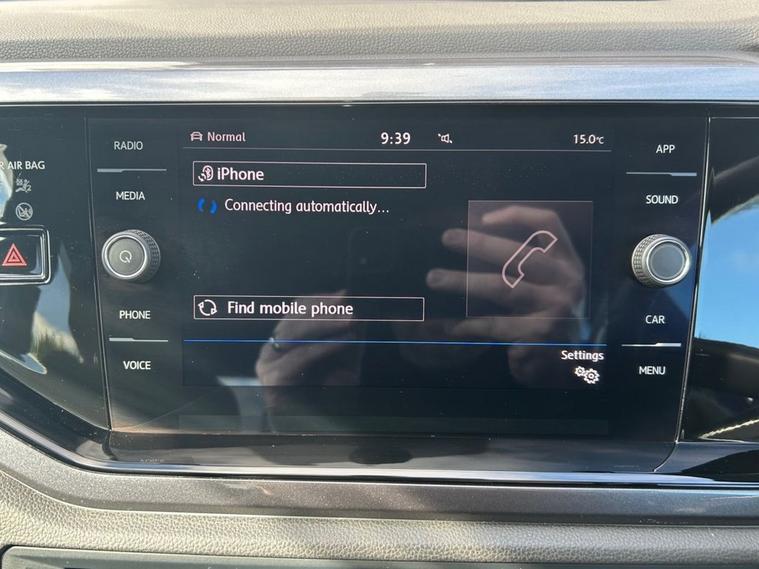 Normal
9:39
15.0°C
RADIO
APP
AIR BAG
iPhone
MEDIA
SOUND
Connecting automatically...
PHONE
Find mobile phone
CAR
VOICE
Settings
MENU